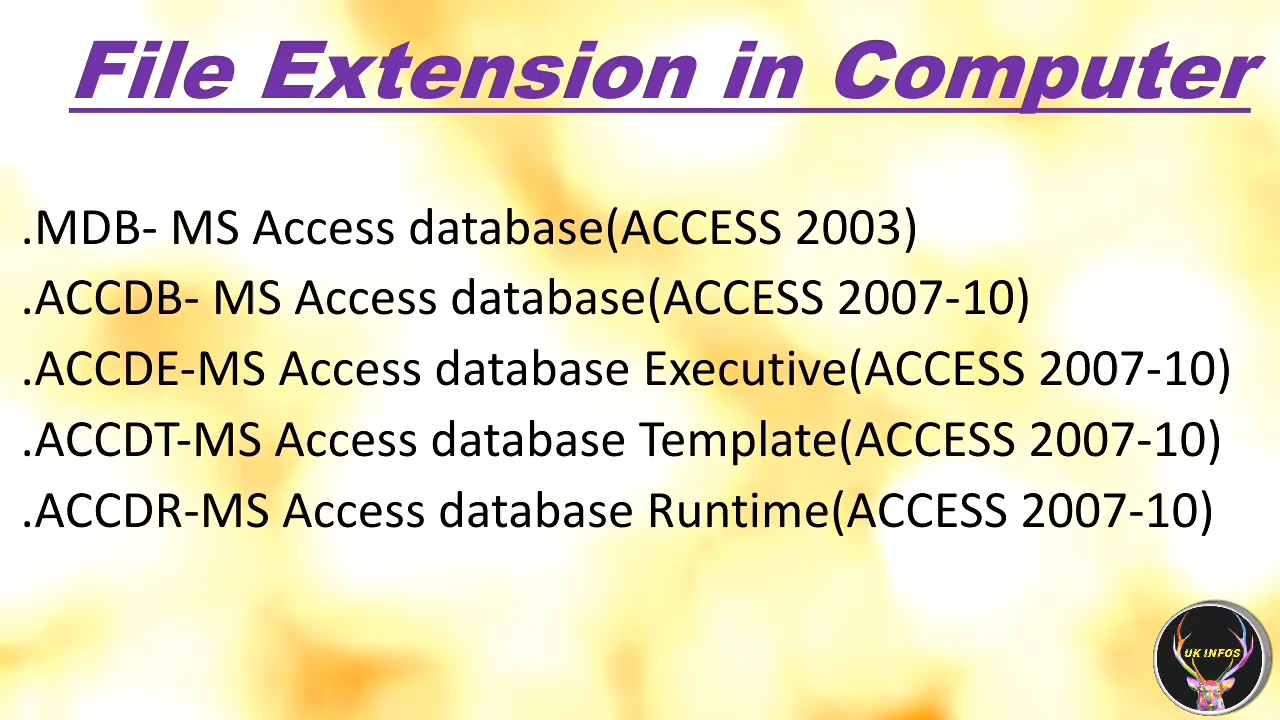 File Extension in Computer
.MDB- MS Access database(ACCESS 2003)
.ACCDB- MS Access database(ACCESS 2007-10)
.ACCDE-MS Access database Executive(ACCESS 2007-10)
.ACCDT-MS Access database Template(ACCESS 2007-10)
.ACCDR-MS Access database Runtime(ACCESS 2007-10)
UK INFOS